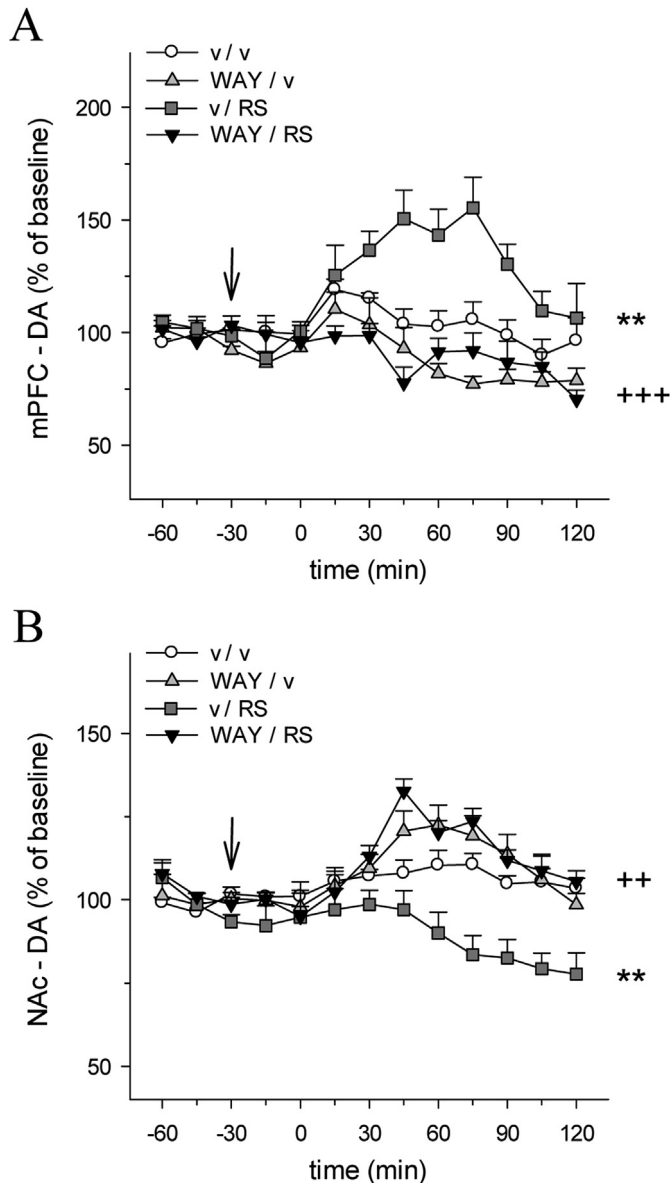 A
v / v
WAY / v
v / RS
WAY / RS
mPFC - DA (% of baseline)
200
150
100
50
**
+++
-60 -30 0 30 60 90 120
time (min)
B
v / v
WAY / v
v / RS
WAY / RS
NAc - DA (% of baseline)
150
100
50
++
**
-60 -30 0 30 60 90 120
time (min)